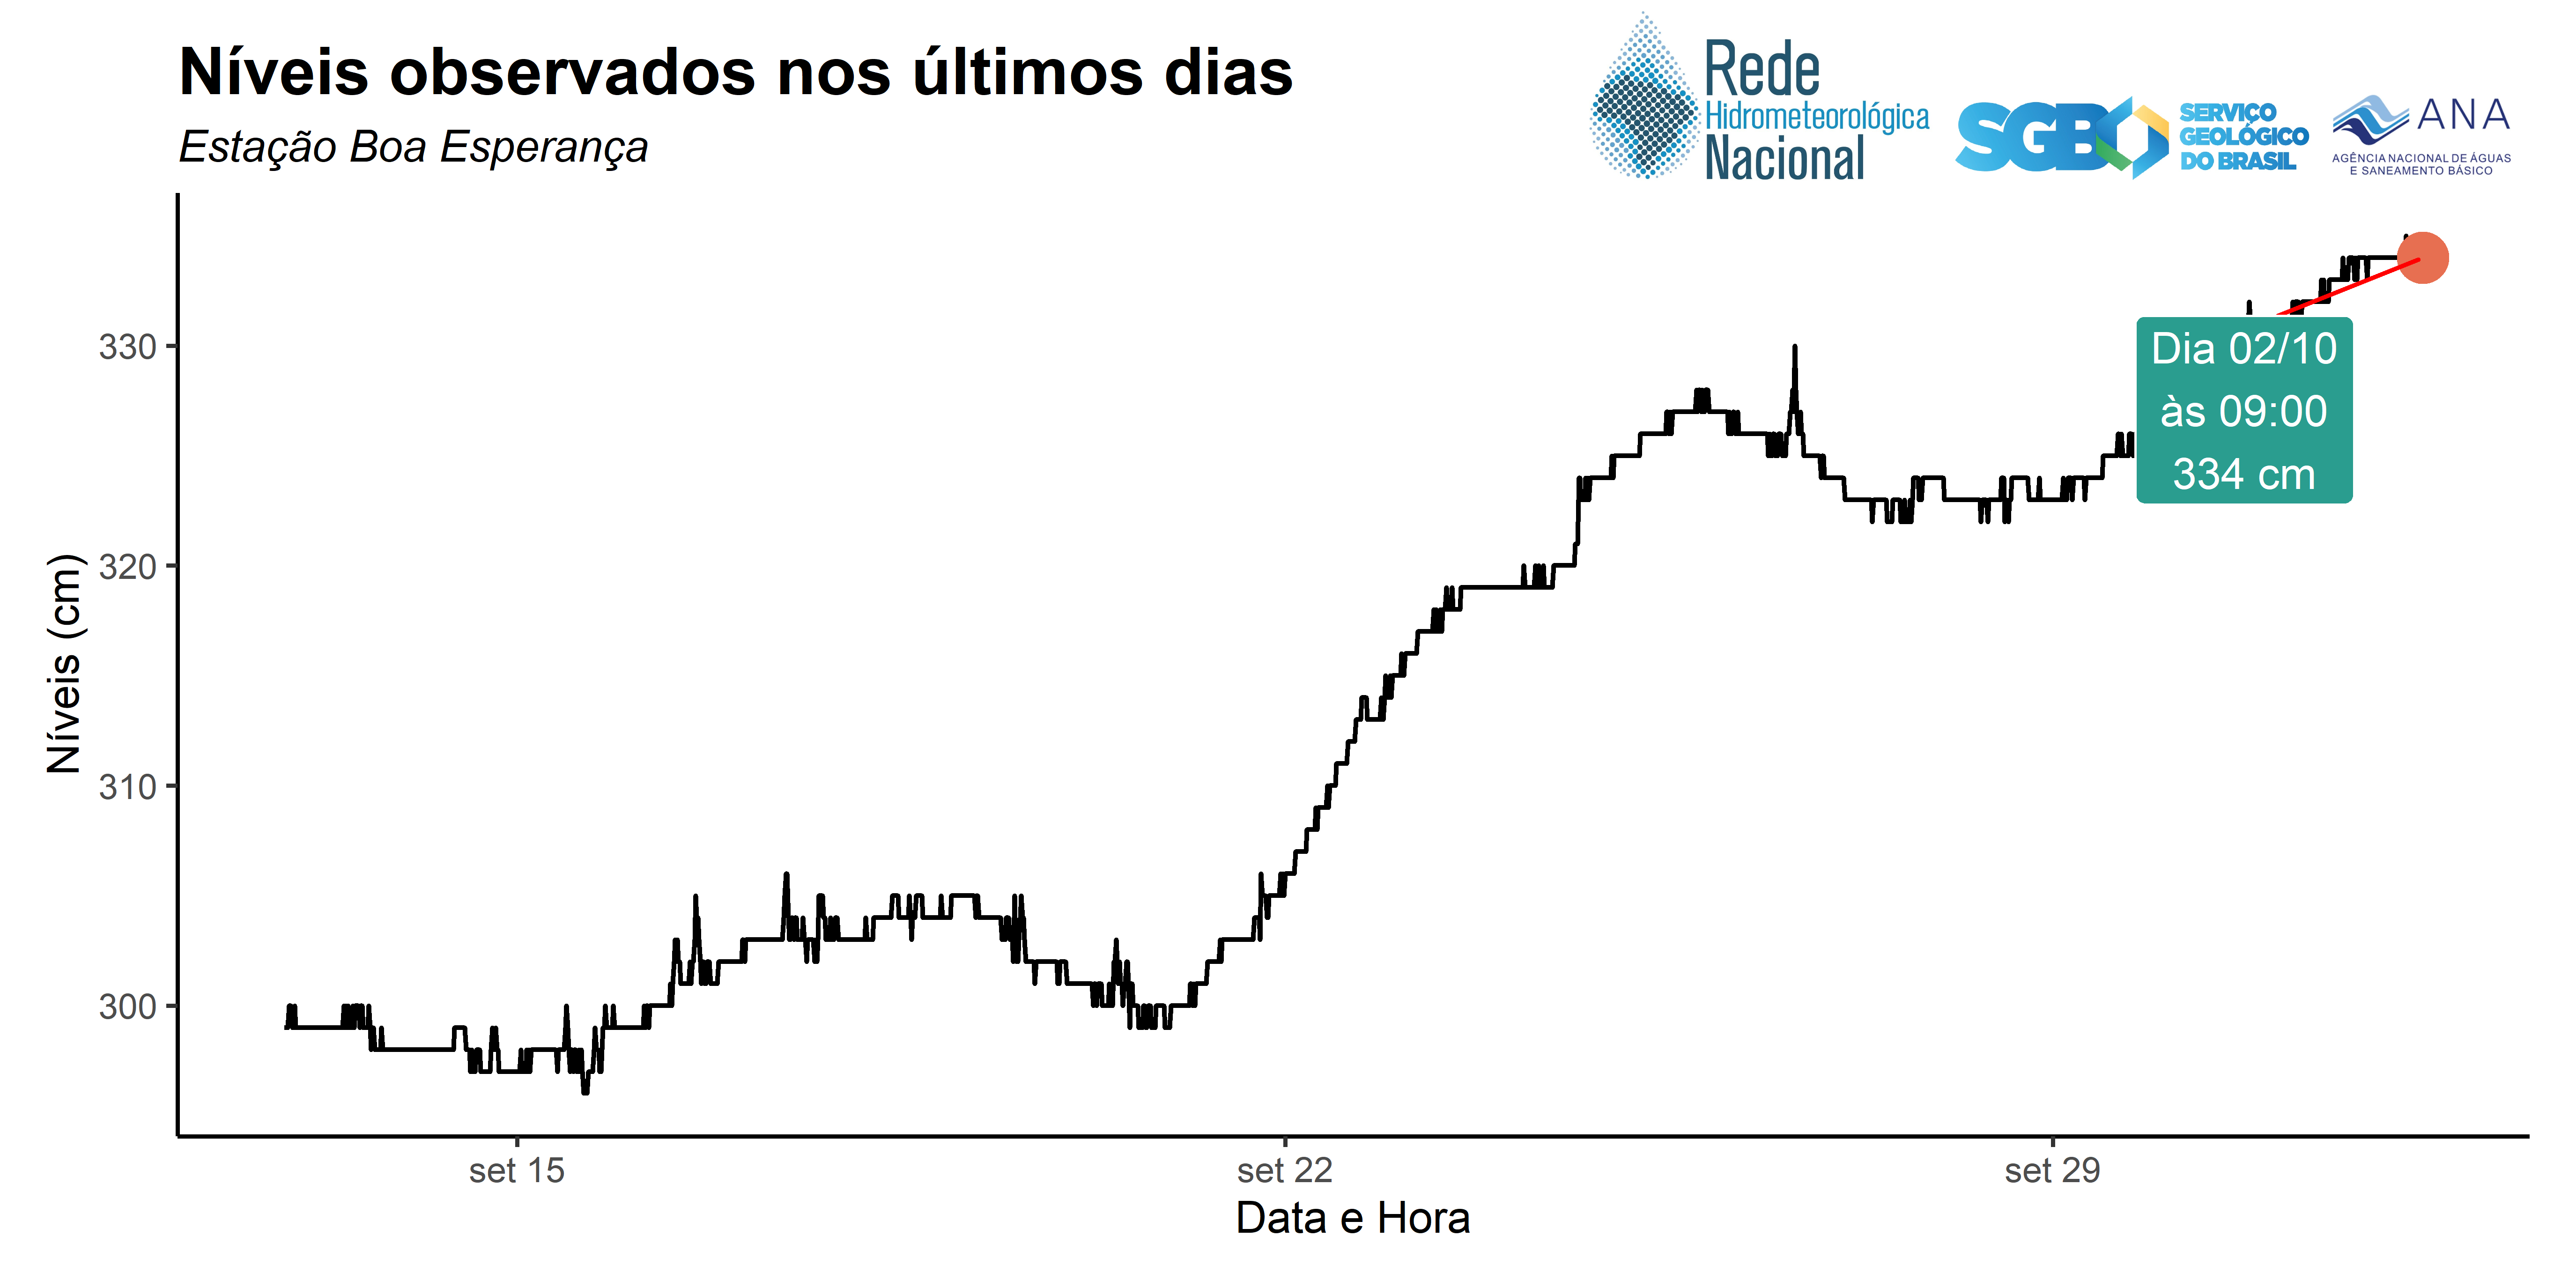 Níveis observados nos últimos dias
Estação Boa Esperança
Rede
Hidrometeorológica
Nacional
SGB
SERVIÇO
GEOLÓGICO
DO BRASIL
ANA
AGÊNCIA NACIONAL DE ÁGUAS
E SANEAMENTO BÁSICO
Níveis (cm)
330
320
310
300
Dia 02/10
às 09:00
334 cm
set 15
set 22
set 29
Data e Hora